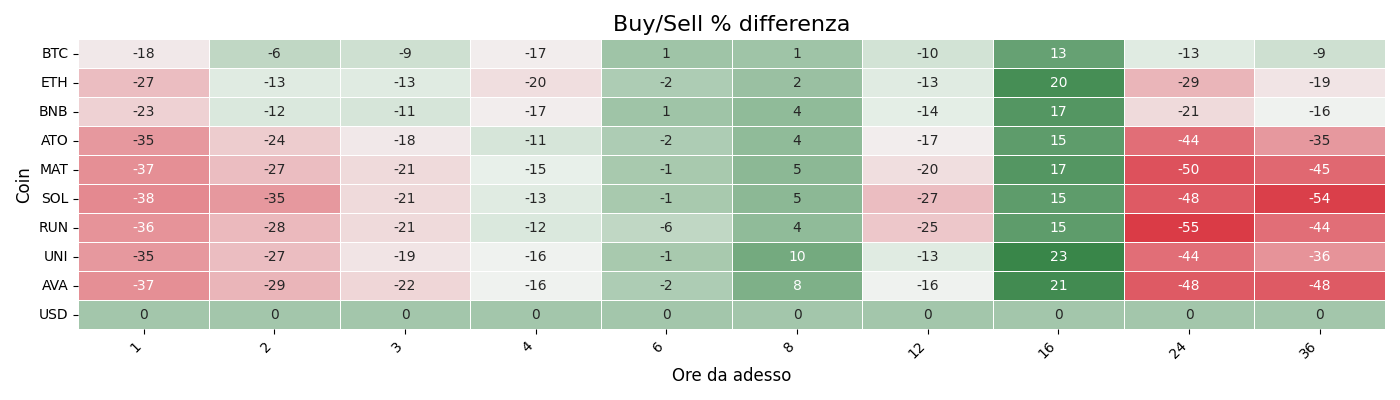 Buy/Sell % differenza
Coin
BTC -18 -6 -9 -17 1 1 -10 13 -13 -9
ETH -27 -13 -13 -20 -2 2 -13 20 -29 -19
BNB -23 -12 -11 -17 1 4 -14 17 -21 -16
ATO -35 -24 -18 -11 -2 4 -17 15 -44 -35
MAT -37 -27 -21 -15 -1 5 -20 17 -50 -45
SOL -38 -35 -21 -13 -1 5 -27 15 -48 -54
RUN -36 -28 -21 -12 -6 4 -25 15 -55 -44
UNI -35 -27 -19 -16 -1 10 -13 23 -44 -36
AVA -37 -29 -22 -16 -2 8 -16 21 -48 -48
USD 0 0 0 0 0 0 0 0 0 0
1 2 3 4 6 8 12 16 24 36
Ore da adesso